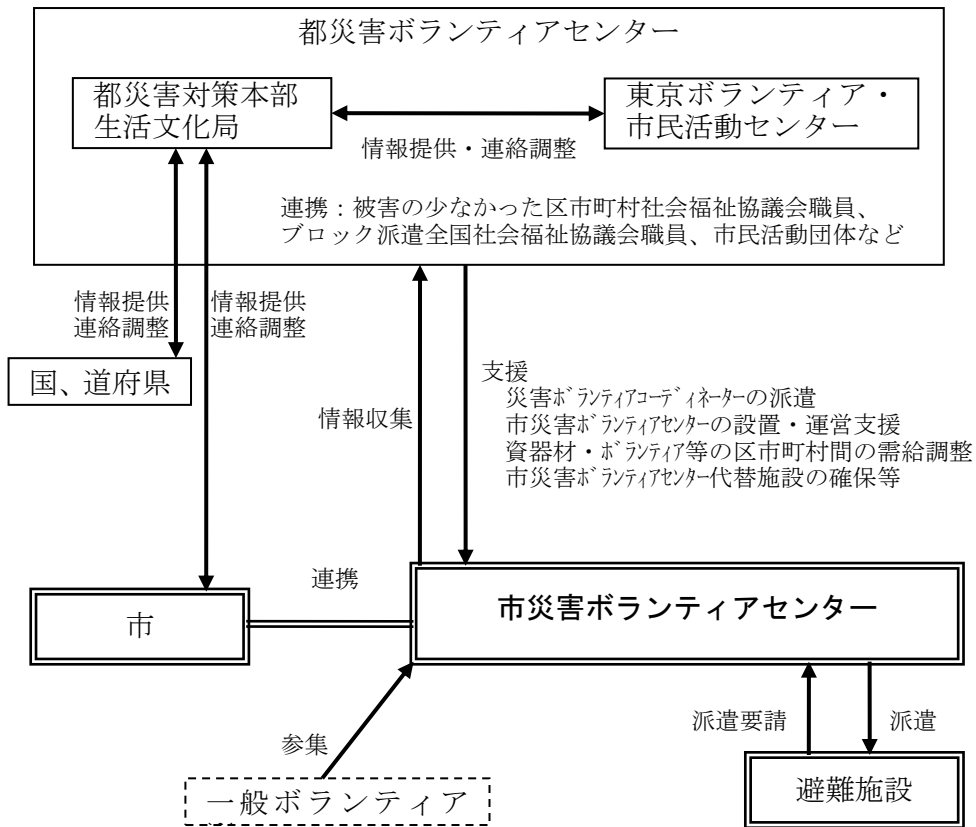 都災害ボランティアセンター
都災害対策本部
生活文化局
東京ボランティア・
市民活動センター
情報提供・連絡調整
連携：被害の少なかった区市町村社会福祉協議会職員、
ブロック派遣全国社会福祉協議会職員、市民活動団体など
情報提供
連絡調整
情報提供
連絡調整
国、道府県
情報収集
支援
災害ﾎﾞﾗﾝﾃｨｱｺｰﾃﾞｨﾈｰﾀｰの派遣
市災害ﾎﾞﾗﾝﾃｨｱｾﾝﾀｰの設置・運営支援
資器材・ﾎﾞﾗﾝﾃｨｱ等の区市町村間の需給調整
市災害ﾎﾞﾗﾝﾃｨｱｾﾝﾀｰ代替施設の確保等
連携
市
市災害ボランティアセンター
参集
派遣要請
派遣
一般ボランティア
避難施設